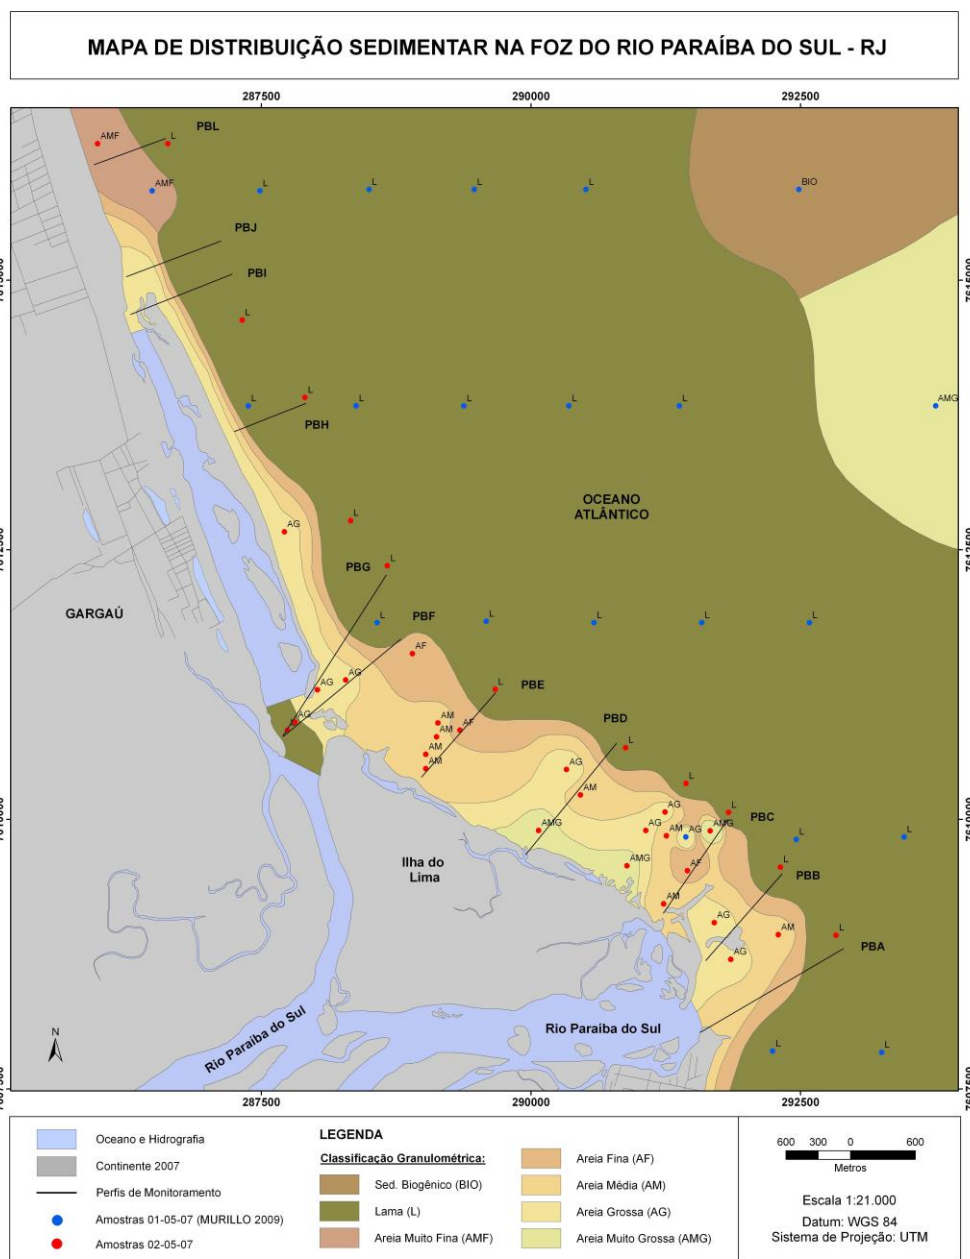 MAPA DE DISTRIBUIÇÃO SEDIMENTAR NA FOZ DO RIO PARAÍBA DO SUL - RJ
287500 290000 292500
AMF L PBL
AMF L L L L BIO
PBJ
PBI
7615000 7615000
L
L
L L L L L AMG
PBH
OCEANO
ATLÂNTICO
AG L
7612500 7612500
PBG L
GARGAÚ PBF L L L L L
AF
AG AG L PBE
AG AM AF PBD
AM L
AM
AM AG
AM L
AG L PBC
AMG AG AM AG AMG L L
Ilha do
Lima
AMG AF L PBB
AM
AG AM L
PBA
AG
Rio Paraíba do Sul
Rio Paraíba do Sul
N
L L
287500 290000 292500
Oceano e Hidrografia
Continente 2007
Perfis de Monitoramento
Amostras 01-05-07 (MURILLO 2009)
Amostras 02-05-07
LEGENDA
Classificação Granulométrica:
Sed. Biogênico (BIO)
Lama (L)
Areia Muito Fina (AMF)
Areia Fina (AF)
Areia Média (AM)
Areia Grossa (AG)
Areia Muito Grossa (AMG)
600 300 0 600
Metros
Escala 1:21.000
Datum: WGS 84
Sistema de Projeção: UTM